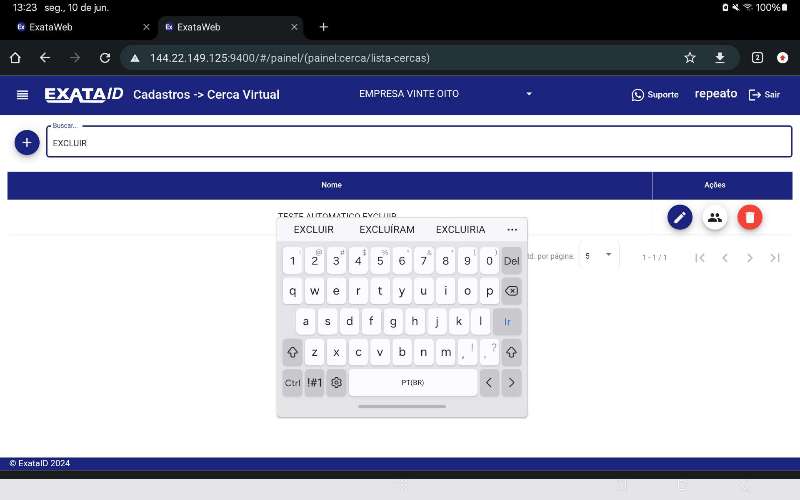 13:23 seg., 10 de jun. 100%
ExataWeb
ExataWeb
144.22.149.125:9400/#/painel/(painel:cerca/lista-cercas)
2
EXATAID Cadastros -> Cerca Virtual EMPRESA VINTE OITO Suporte repeato Sair
Buscar...
EXCLUIR
Nome Ações
TESTE AUTOMATICO EXCLUIR
EXCLUIR EXCLUÍRAM EXCLUIRIA ...
por página: 5 1 - 1 / 1
1 2 3 4 5 6 7 8 9 0 Del
q w e r t y u i o p
a s d f g h j k l Ir
z x c v b n m , ! . ?
Ctrl !#1 PT(BR) < >
© ExataID 2024